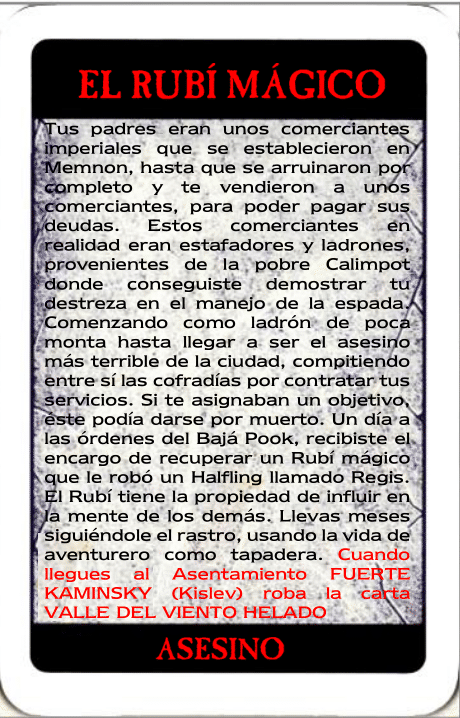 EL RUBÍ MÁGICO
Tus padres eran unos comerciantes
imperiales que se establecieron en
Memnon, hasta que se arruinaron por
completo y te vendieron a unos
comerciantes, para poder pagar sus
deudas. Estos comerciantes en
realidad eran estafadores y ladrones,
provenientes de la pobre Calimpot
donde conseguiste demostrar tu
destreza en el manejo de la espada.
Comenzando como ladrón de poca
monta hasta llegar a ser el asesino
más terrible de la ciudad, compitiendo
entre sí las cofradías por contratar tus
servicios. Si te asignaban un objetivo,
éste podía darse por muerto. Un día a
las órdenes del Bajá Pook, recibiste el
encargo de recuperar un Rubí mágico
que le robó un Halfling llamado Regis.
El Rubí tiene la propiedad de influir en
la mente de los demás. Llevas meses
siguiéndole el rastro, usando la vida de
aventurero como tapadera. Cuando
llegues al Asentamiento FUERTE
KAMINSKY (Kislev) roba la carta
VALLE DEL VIENTO HELADO
ASESINO